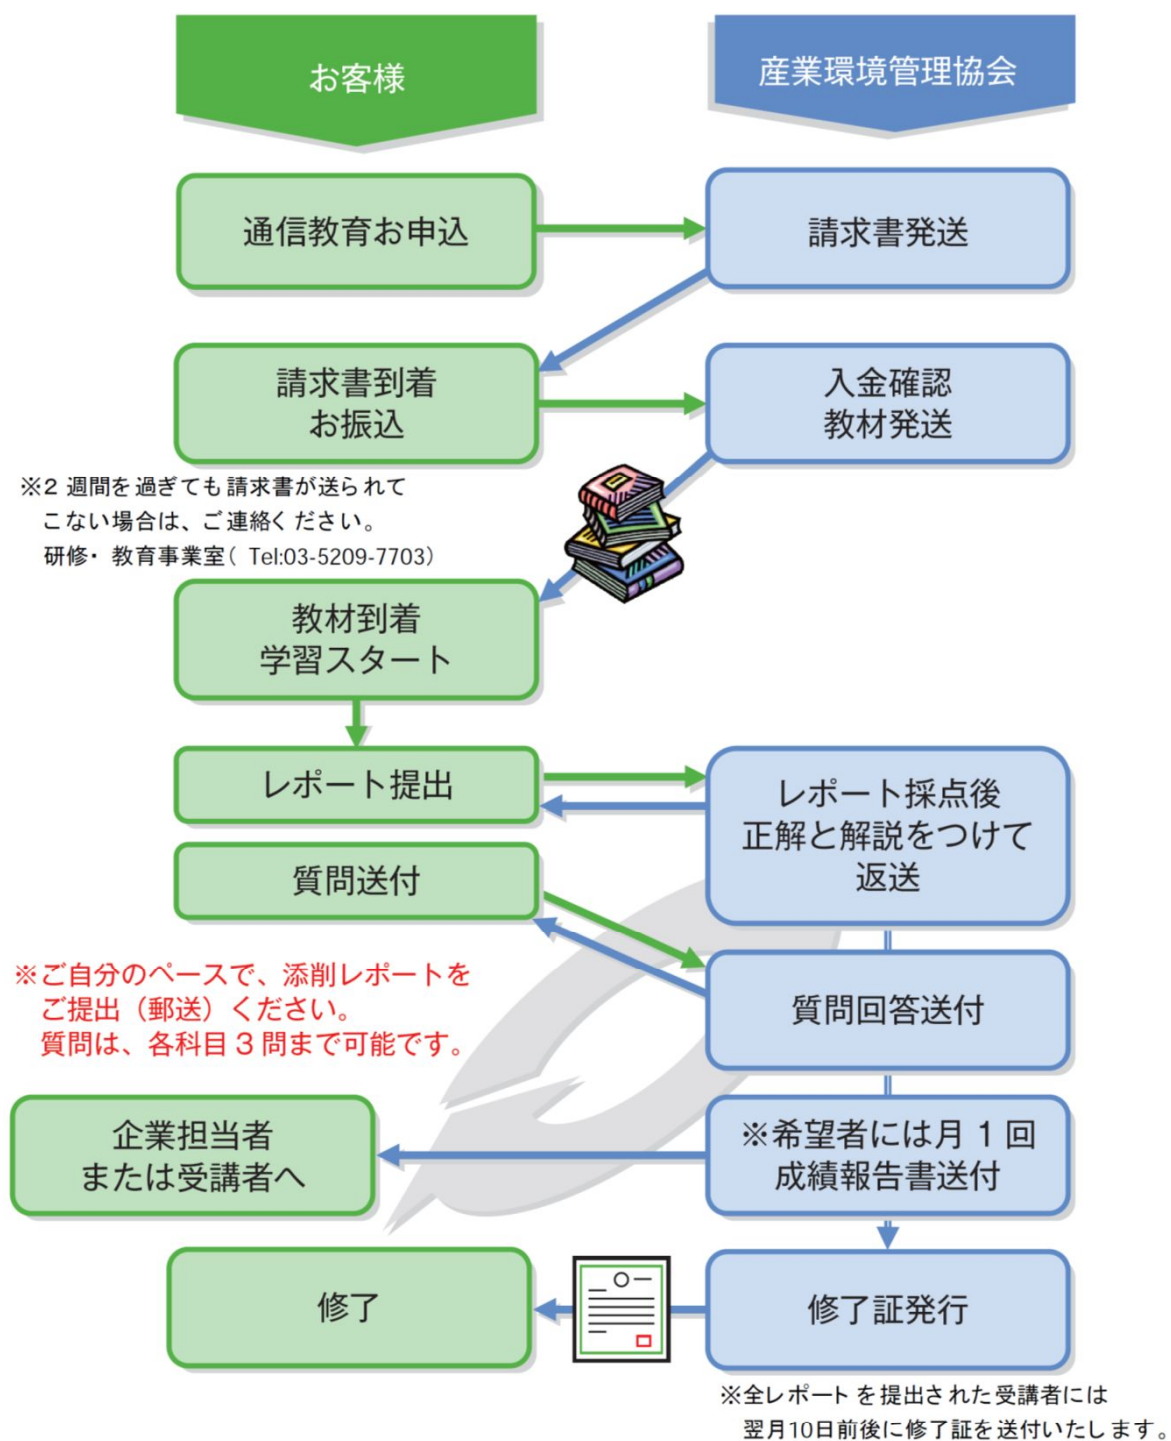 お客様
産業環境管理協会
通信教育お申込
請求書発送
請求書到着
お振込
入金確認
教材発送
※2 週間を過ぎても請求書が送られて
こない場合は、ご連絡ください。
研修・ 教育事業室( Tel:03-5209-7703)
教材到着
学習スタート
レポート提出
レポート採点後
正解と解説をつけて
返送
質問送付
※ご自分のペースで、添削レポートを
ご提出（郵送）ください。
質問は、各科目 3 問まで可能です。
質問回答送付
企業担当者
または受講者へ
※希望者には月 1 回
成績報告書送付
修了
修了証発行
※全レポートを提出された受講者には
翌月10日前後に修了証を送付いたします。